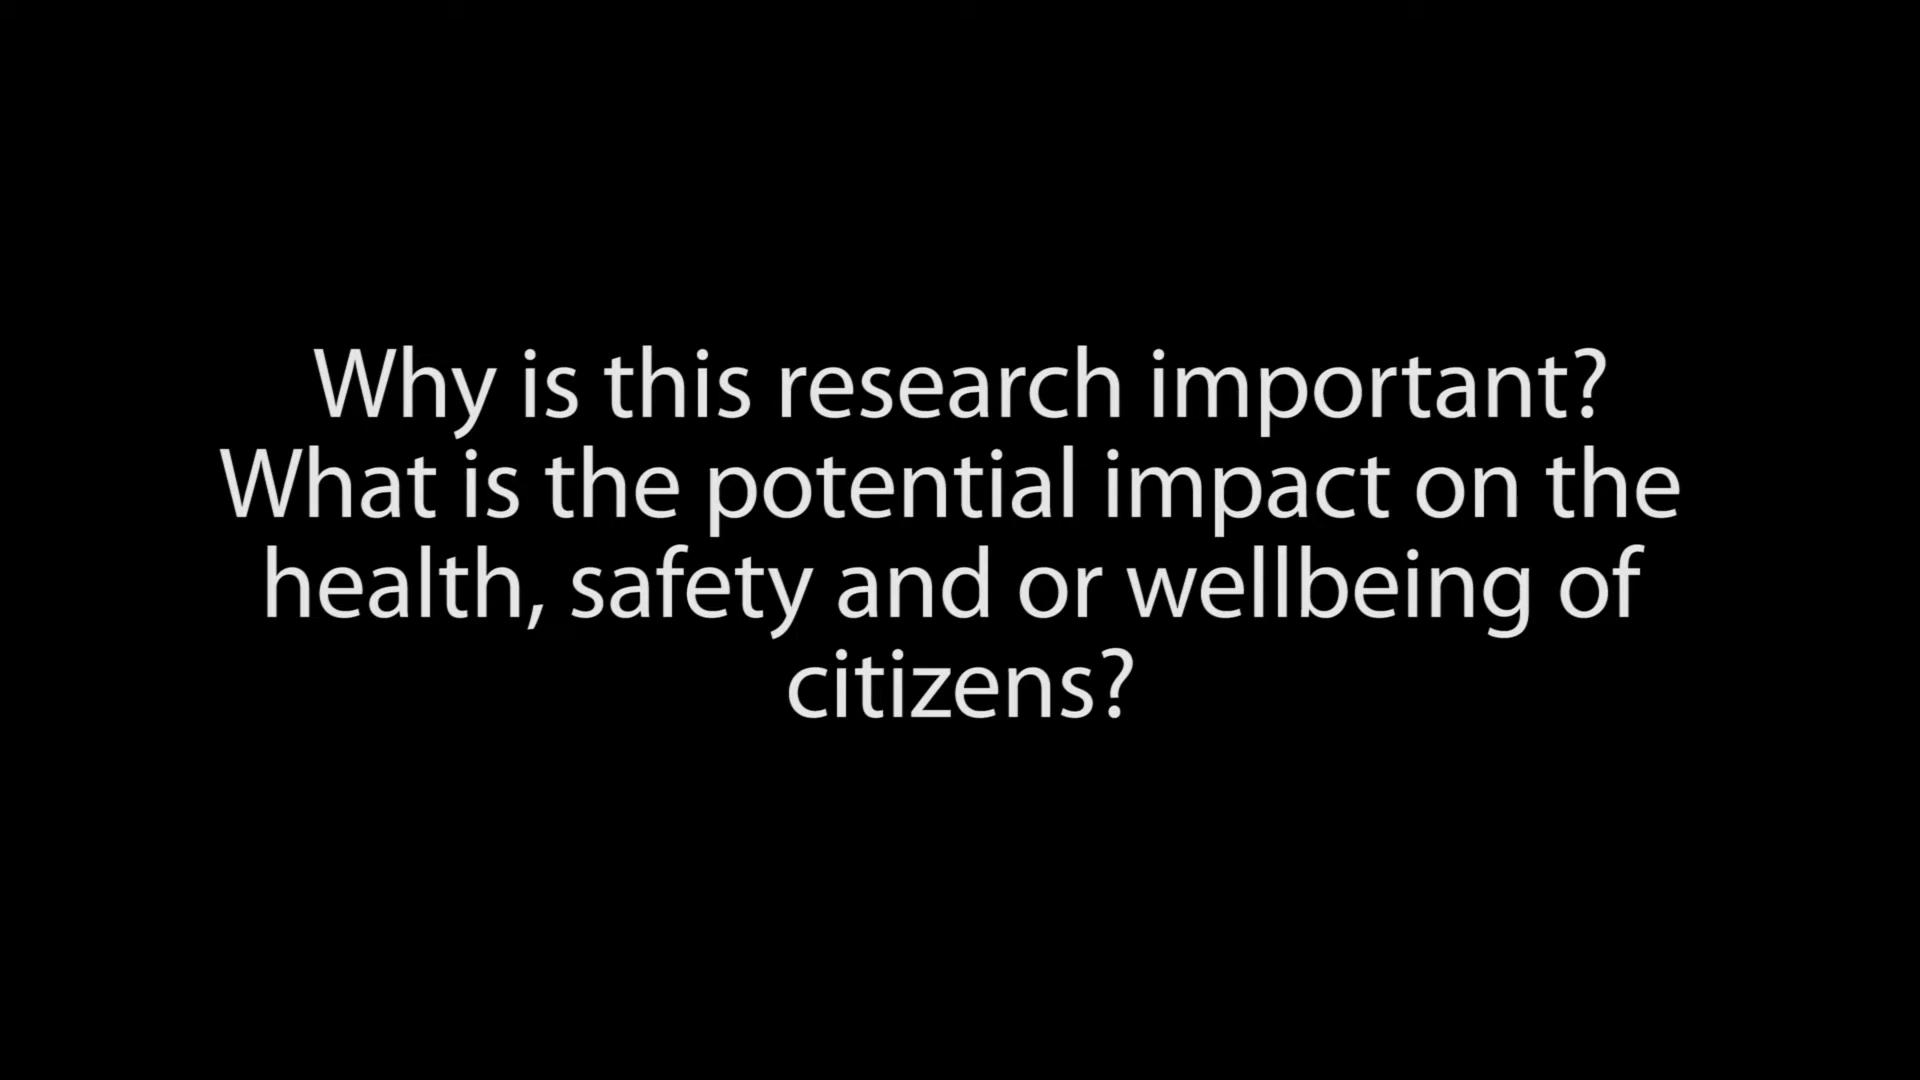 Why is this research important?
What is the potential impact on the
health, safety and or wellbeing of
citizens?